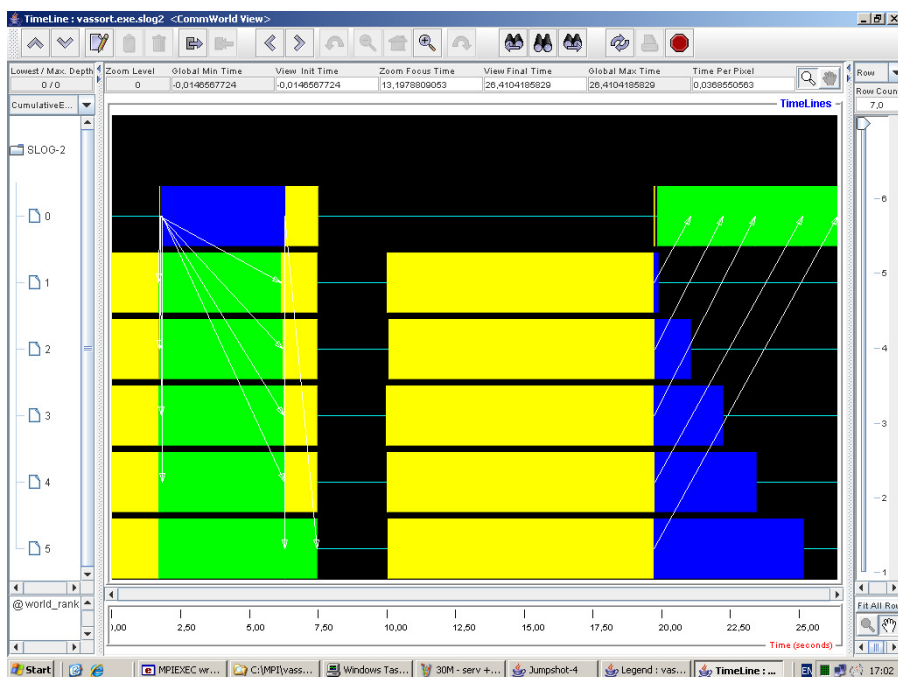 TimeLine : vassort.exe.slog2 <CommWorld View>
Lowest / Max. Depth
0 / 0
Zoom Level
0
Global Min Time
-0,0146567724
View Init Time
-0,0146567724
Zoom Focus Time
13,1978809053
View Final Time
26,4104185829
Global Max Time
26,4104185829
Time Per Pixel
0,0368550563
Row
Row Coun
7,0
CumulativeE...
TimeLines
SLOG-2
0
1
2
3
4
5
6
5
4
3
2
1
@world_rank
Fit All Rou
),00
2,50
5,00
7,50
10,00
12,50
15,00
17,50
20,00
22,50
25,00
Time (seconds)
Start
MPIEXEC wr...
C:\MPI\vass...
Windows Tas...
30M - serv +...
Jumpshot-4
Legend : vas...
TimeLine : ...
EN
17:02